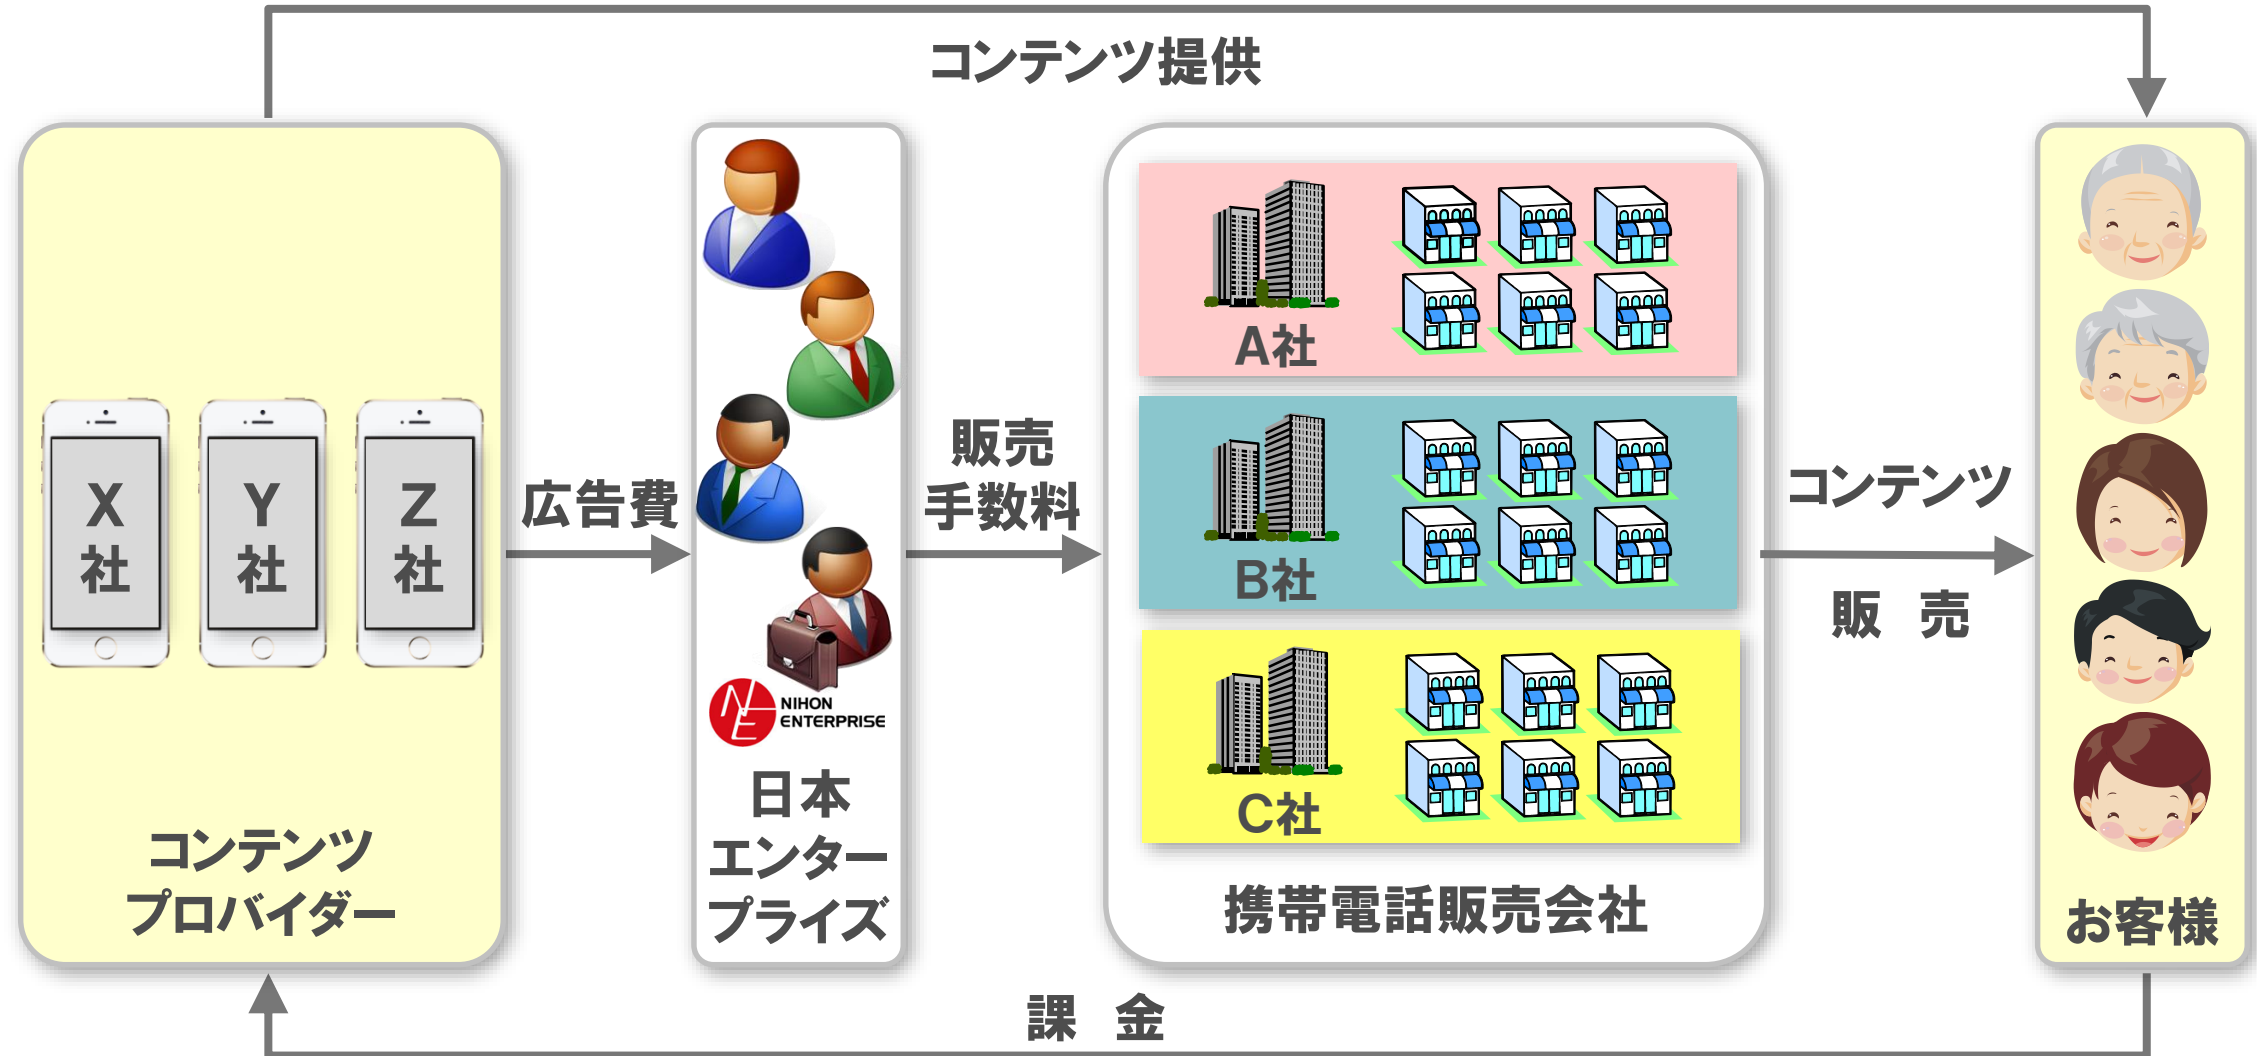 コンテンツ提供
X
社
Y
社
Z
社
コンテンツ
プロバイダー
広告費
NIHON
ENTERPRISE
日本
エンター
プライズ
販売
手数料
A社
B社
C社
携帯電話販売会社
コンテンツ
販 売
お客様
課 金